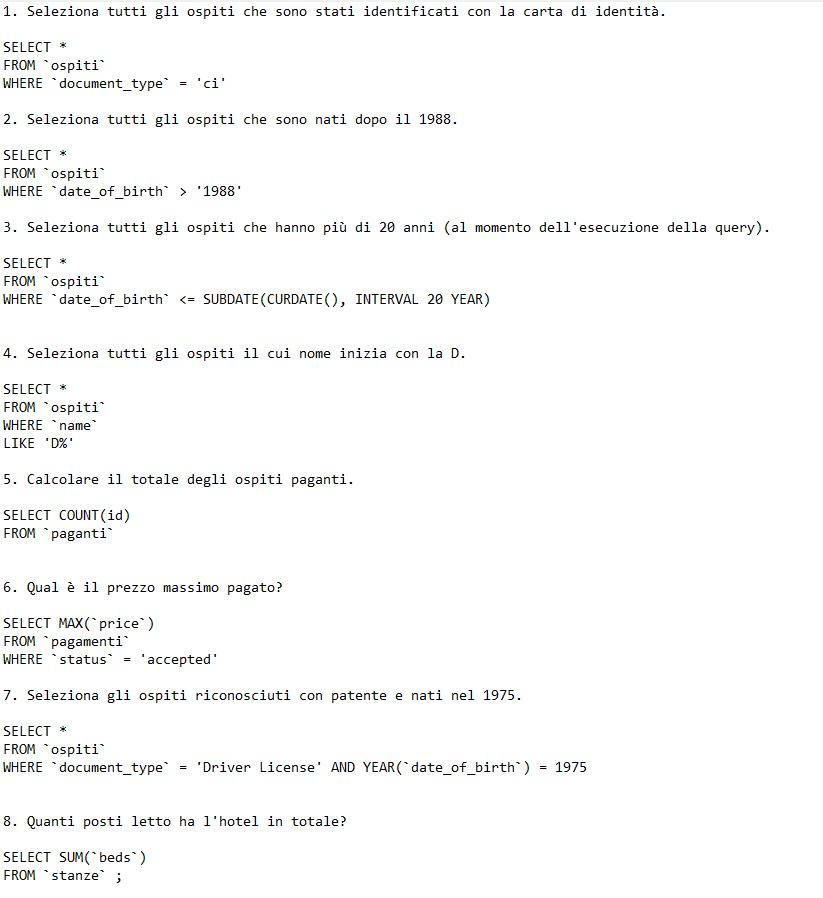 1. Seleziona tutti gli ospiti che sono stati identificati con la carta di identità.
SELECT *
FROM `ospiti`
WHERE `document_type` = 'ci'
2. Seleziona tutti gli ospiti che sono nati dopo il 1988.
SELECT *
FROM `ospiti`
WHERE `date_of_birth` > '1988'
3. Seleziona tutti gli ospiti che hanno più di 20 anni (al momento dell'esecuzione della query).
SELECT *
FROM `ospiti`
WHERE `date_of_birth` <= SUBDATE(CURDATE(), INTERVAL 20 YEAR)
4. Seleziona tutti gli ospiti il cui nome inizia con la D.
SELECT *
FROM `ospiti`
WHERE `name`
LIKE 'D%'
5. Calcolare il totale degli ospiti paganti.
SELECT COUNT(id)
FROM `paganti`
6. Qual è il prezzo massimo pagato?
SELECT MAX(`price`)
FROM `pagamenti`
WHERE `status` = 'accepted'
7. Seleziona gli ospiti riconosciuti con patente e nati nel 1975.
SELECT *
FROM `ospiti`
WHERE `document_type` = 'Driver License' AND YEAR(`date_of_birth`) = 1975
8. Quanti posti letto ha l'hotel in totale?
SELECT SUM(`beds`)
FROM `stanze` ;